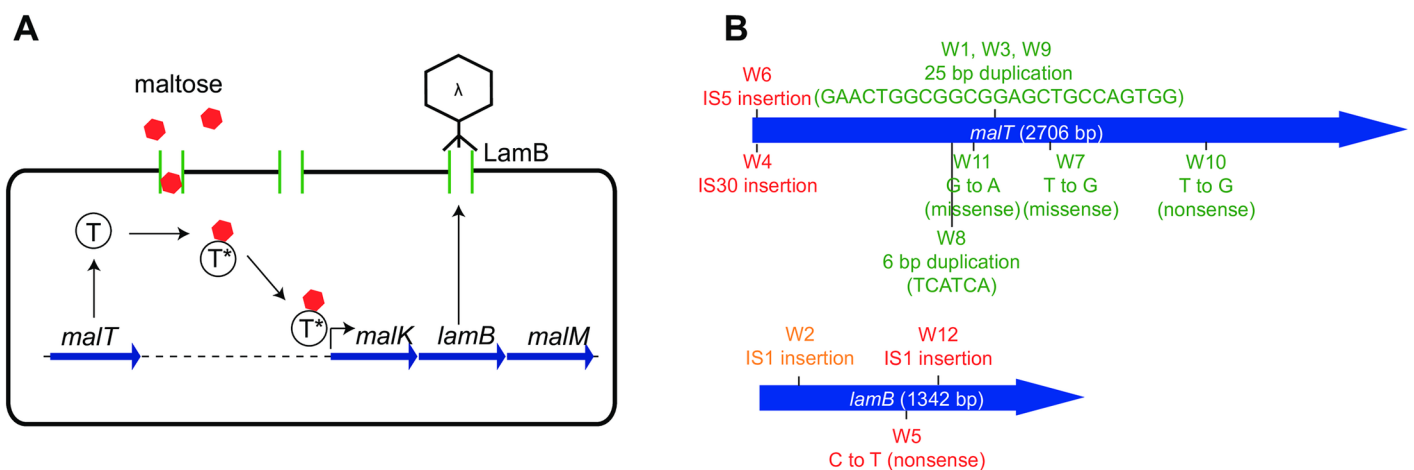 A
maltose
λ
LamB
T
T*
T*
malT
malK
lamB
malM
B
W6
IS5 insertion
W1, W3, W9
25 bp duplication
(GAACTGGCGGCGGAGCTGCCAGTGG)
malT (2706 bp)
W4
IS30 insertion
W11
G to A
(missense)
W7
T to G
(missense)
W10
T to G
(nonsense)
W8
6 bp duplication
(TCATCA)
W2
IS1 insertion
W12
IS1 insertion
lamB (1342 bp)
W5
C to T (nonsense)